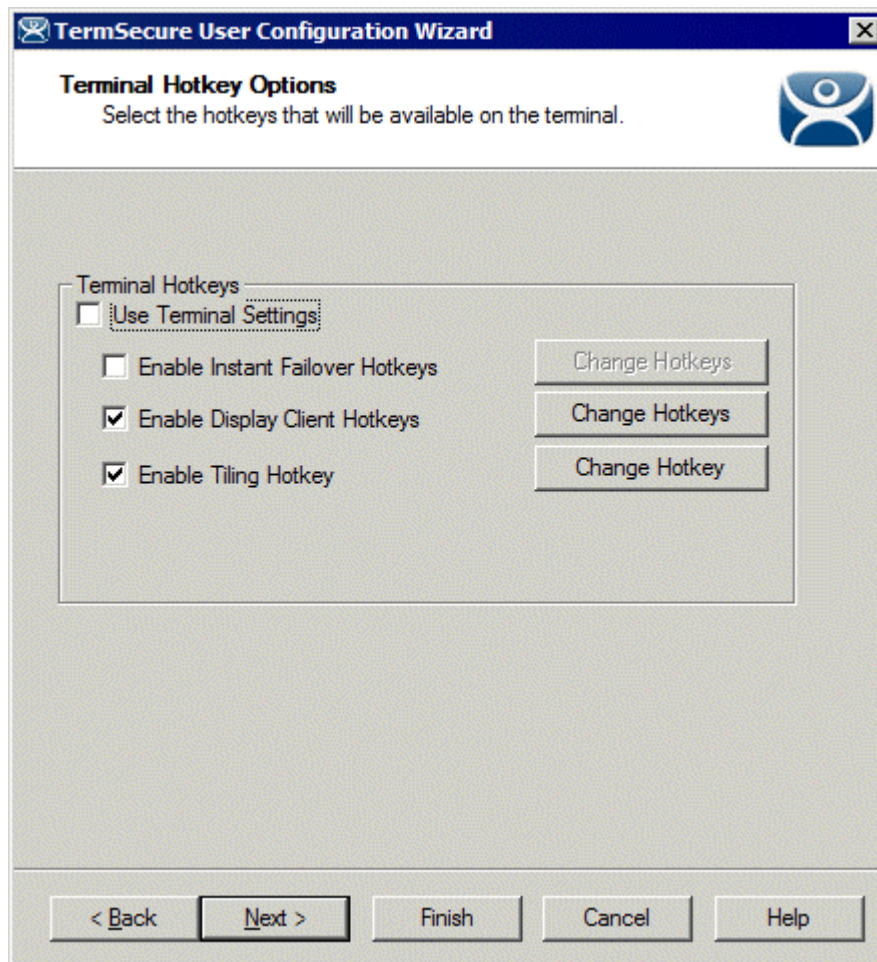 TermSecure User Configuration Wizard
Terminal Hotkey Options
Select the hotkeys that will be available on the terminal.
Terminal Hotkeys
Use Terminal Settings
Enable Instant Failover Hotkeys
Change Hotkeys
Enable Display Client Hotkeys
Change Hotkeys
Enable Tiling Hotkey
Change Hotkey
< Back
Next >
Finish
Cancel
Help